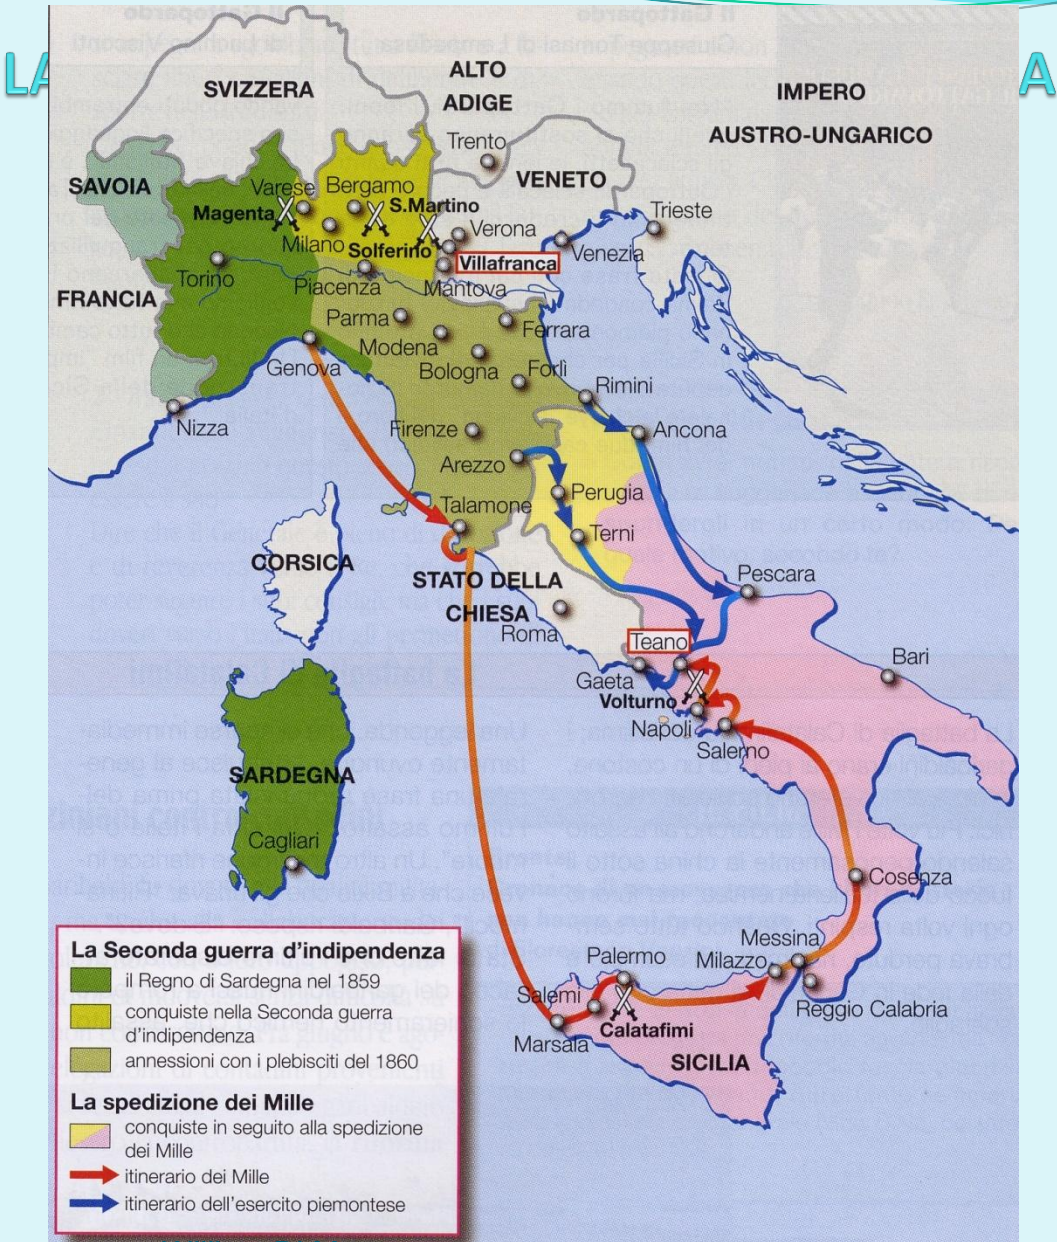 LA
A
SVIZZERA
ALTO
ADIGE
IMPERO
AUSTRO-UNGARICO
Trento
SAVOIA
VENETO
Varese
Bergamo
Magenta
S.Martino
Trieste
Milano
Solferino
Verona
Venezia
Villafranca
Torino
Piacenza
Mantova
FRANCIA
Parma
Ferrara
Modena
Genova
Bologna
Forlì
Rimini
Nizza
Firenze
Ancona
Arezzo
Perugia
Talamone
Terni
CORSICA
STATO DELLA
CHIESA
Pescara
Roma
Teano
Bari
Gaeta
Volturno
Napoli
Salerno
SARDEGNA
Cagliari
Cosenza
Messina
Palermo
Milazzo
Salemi
Reggio Calabria
Calatafimi
Marsala
SICILIA
La Seconda guerra d'indipendenza
il Regno di Sardegna nel 1859
conquiste nella Seconda guerra
d'indipendenza
annessioni con i plebisciti del 1860
La spedizione dei Mille
conquiste in seguito alla spedizione
dei Mille
itinerario dei Mille
itinerario dell'esercito piemontese